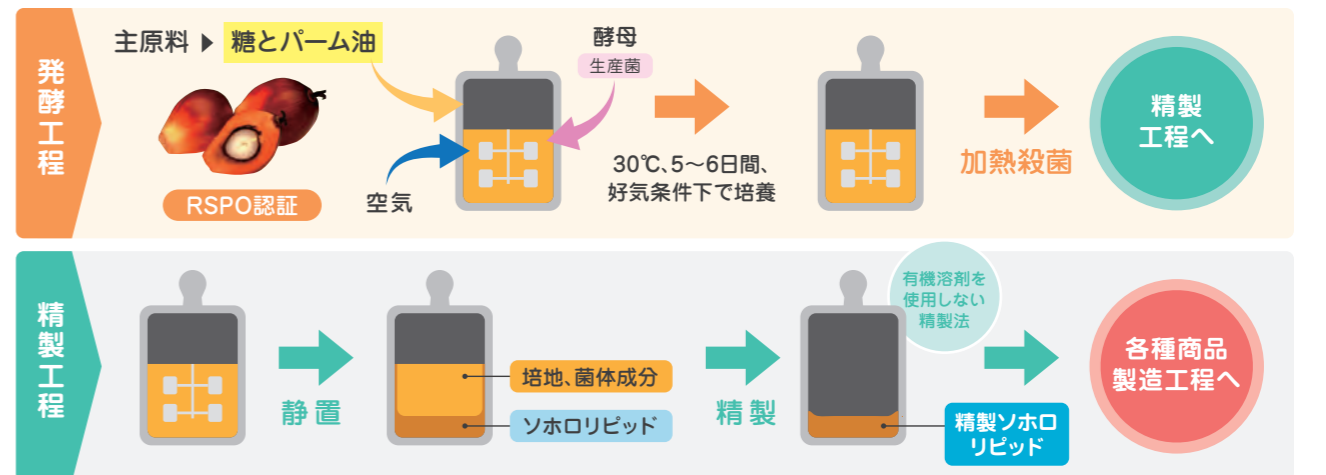 発酵工程
主原料 ▶ 糖とパーム油
RSPO認証
空気
酵母
生産菌
30℃、5〜6日間、
好気条件下で培養
加熱殺菌
精製
工程へ
精製工程
静置
培地、菌体成分
ソホロリピッド
精製
有機溶剤を
使用しない
精製法
精製ソホロ
リピッド
各種商品
製造工程へ